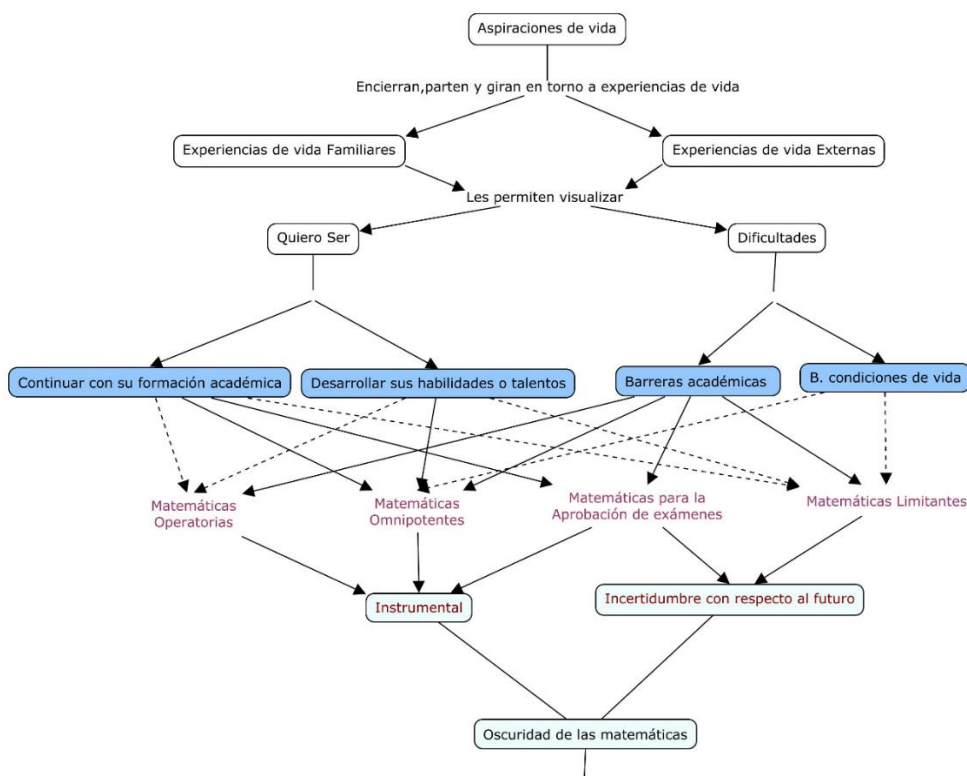 Aspiraciones de vida
Encierran,parten y giran en torno a experiencias de vida
Experiencias de vida Familiares
Experiencias de vida Externas
Les permiten visualizar
Quiero Ser
Dificultades
Continuar con su formación académica
Desarrollar sus habilidades o talentos
Barreras académicas
B. condiciones de vida
Matemáticas
Operatorias
Matemáticas
Omnipotentes
Matemáticas para la
Aprobación de exámenes
Matemáticas Limitantes
Instrumental
Incertidumbre con respecto al futuro
Oscuridad de las matemáticas